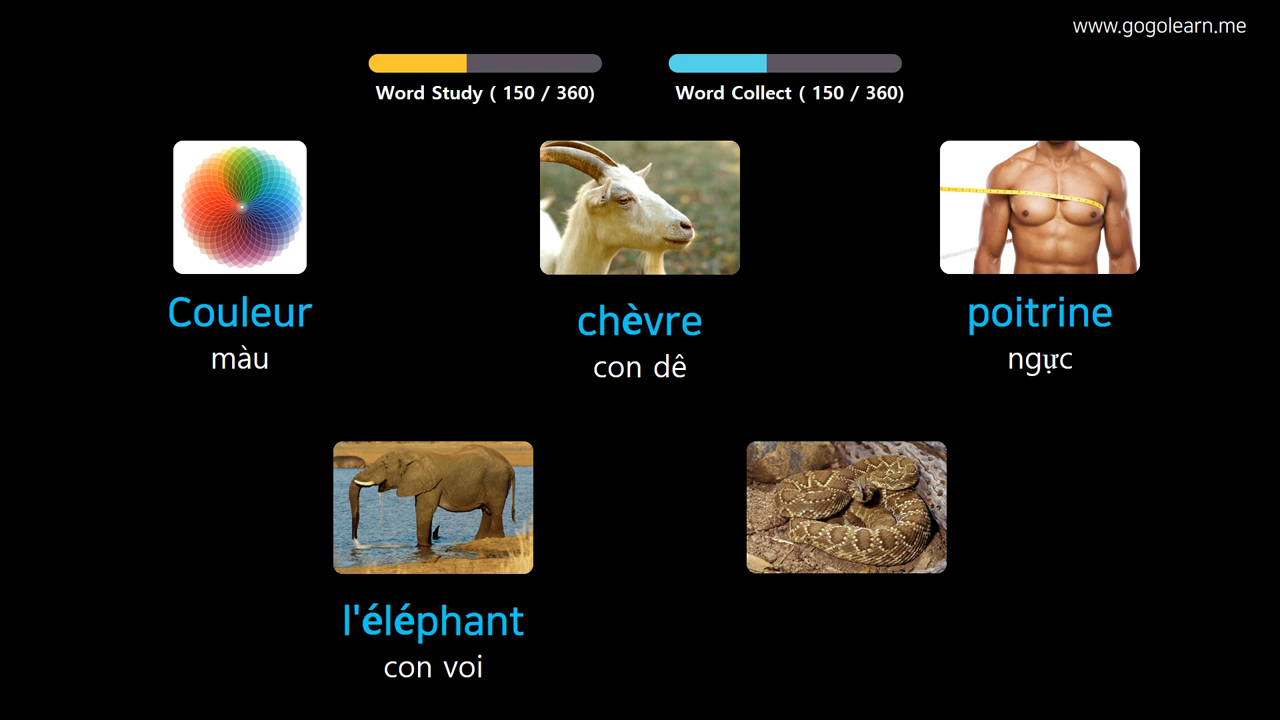 www.gogolearn.me
Word Study ( 150 / 360)
Word Collect ( 150 / 360)
Couleur
màu
chèvre
con dê
poitrine
ngực
l'éléphant
con voi